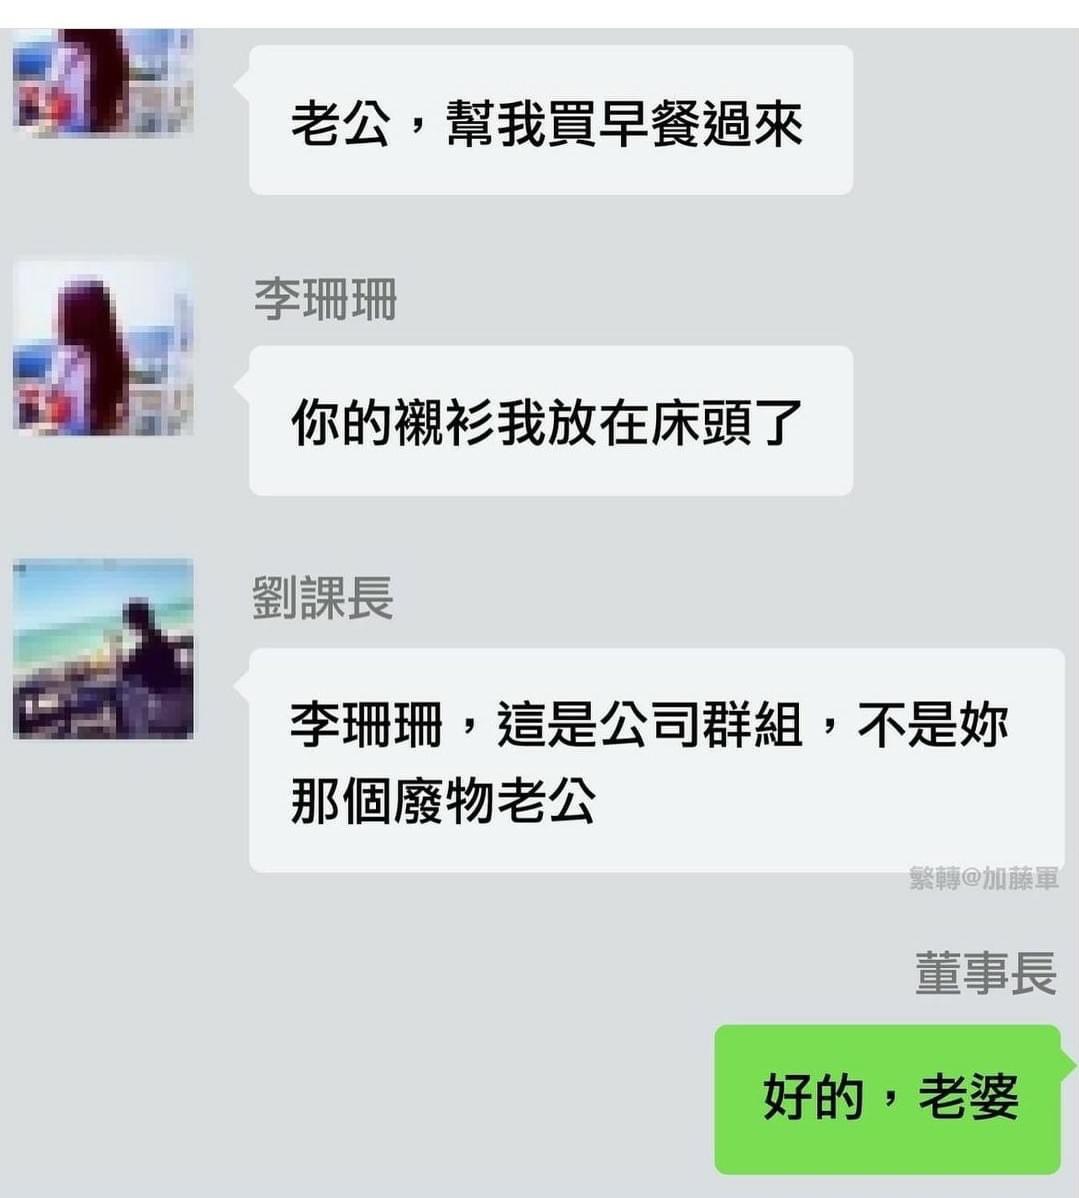 老公，幫我買早餐過來
李珊珊
你的襯衫我放在床頭了
劉課長
李珊珊，這是公司群組，不是妳
那個廢物老公
繁轉@加藤軍
董事長
好的，老婆